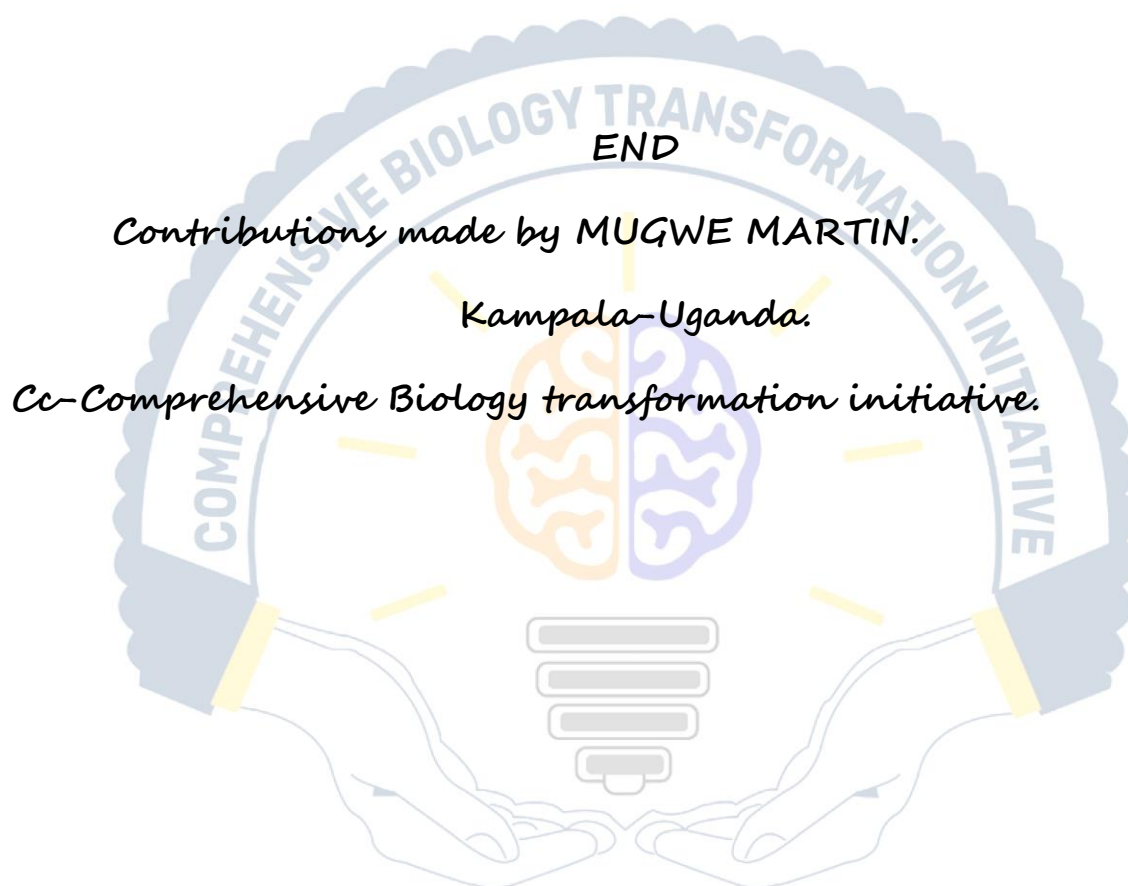 COMPREHENSIVE BIOLOGY TRANSFORMATION INITIATIVE
END
Contributions made by MUGWE MARTIN.
Kampala-Uganda.
Cc-Comprehensive Biology transformation initiative.